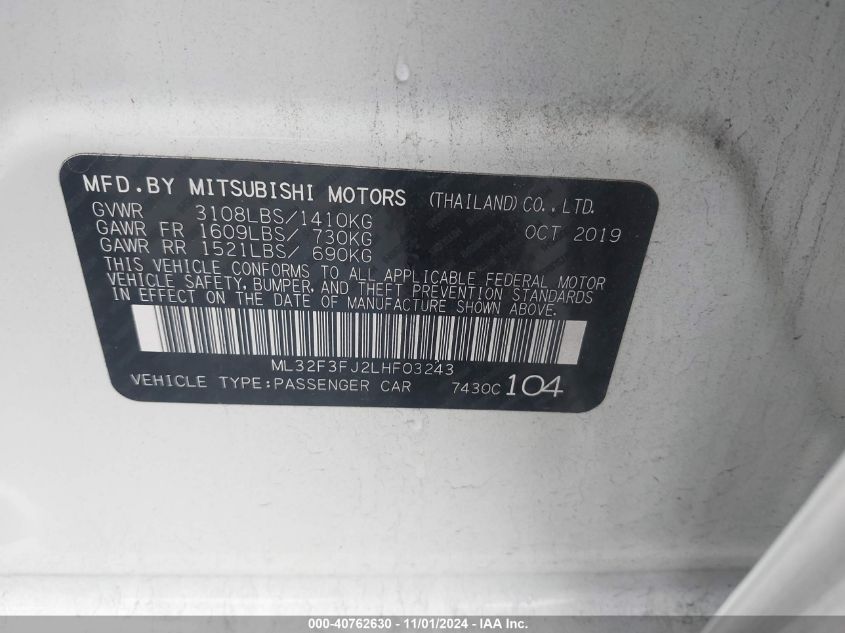 MFD.BY MITSUBISHI MOTORS (THAILAND) CO.,LTD.
GVWR 3108LBS/1410KG OCT 2019
GAWR FR 1609LBS/ 730KG
GAWR RR 1521LBS/ 690KG
THIS VEHICLE CONFORMS TO ALL APPLICABLE FEDERAL MOTOR
VEHICLE SAFETY, BUMPER, AND THEFT PREVENTION STANDARDS
IN EFFECT ON THE DATE OF MANUFACTURE SHOWN ABOVE.
ML32F3FJ2LHF03243
VEHICLE TYPE:PASSENGER CAR 7430C 104
000-40762630 - 11/01/2024 - IAA Inc.